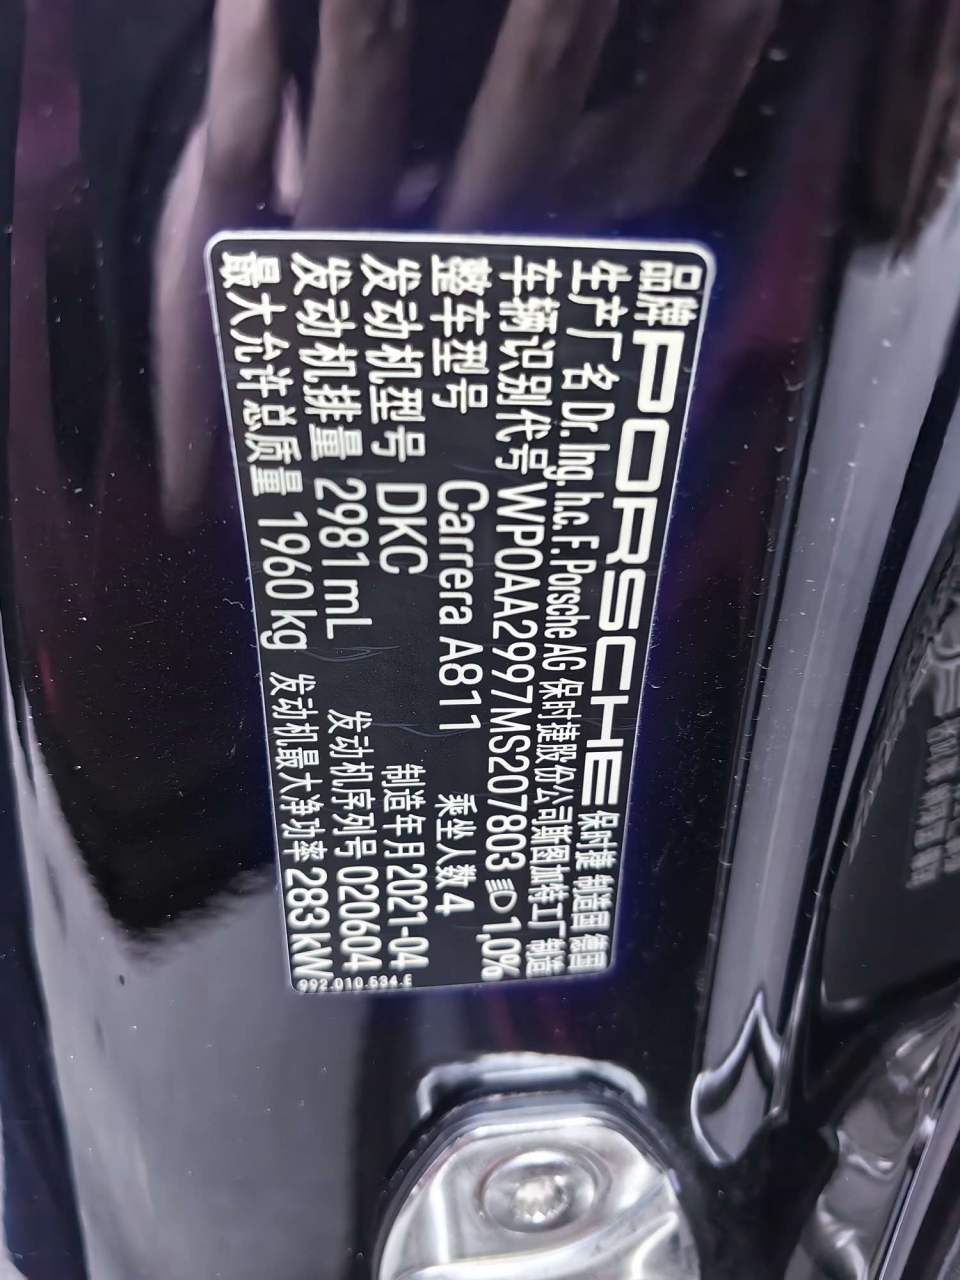 品牌 PORSCHE 保时捷 制造国 德国
生产厂名 Dr. Ing. h.c. F. Porsche AG 保时捷股份公司斯图加特工厂 制造
车辆识别代号 WP0AA2997MS207803 1,0%
整车型号 Carrera A811 乘坐人数 4
发动机型号 DKC 制造年月 2021-04
发动机排量 2981 mL 发动机序列号 020604
最大允许总质量 1960 kg 发动机最大净功率 283 KW
992.010.534.E